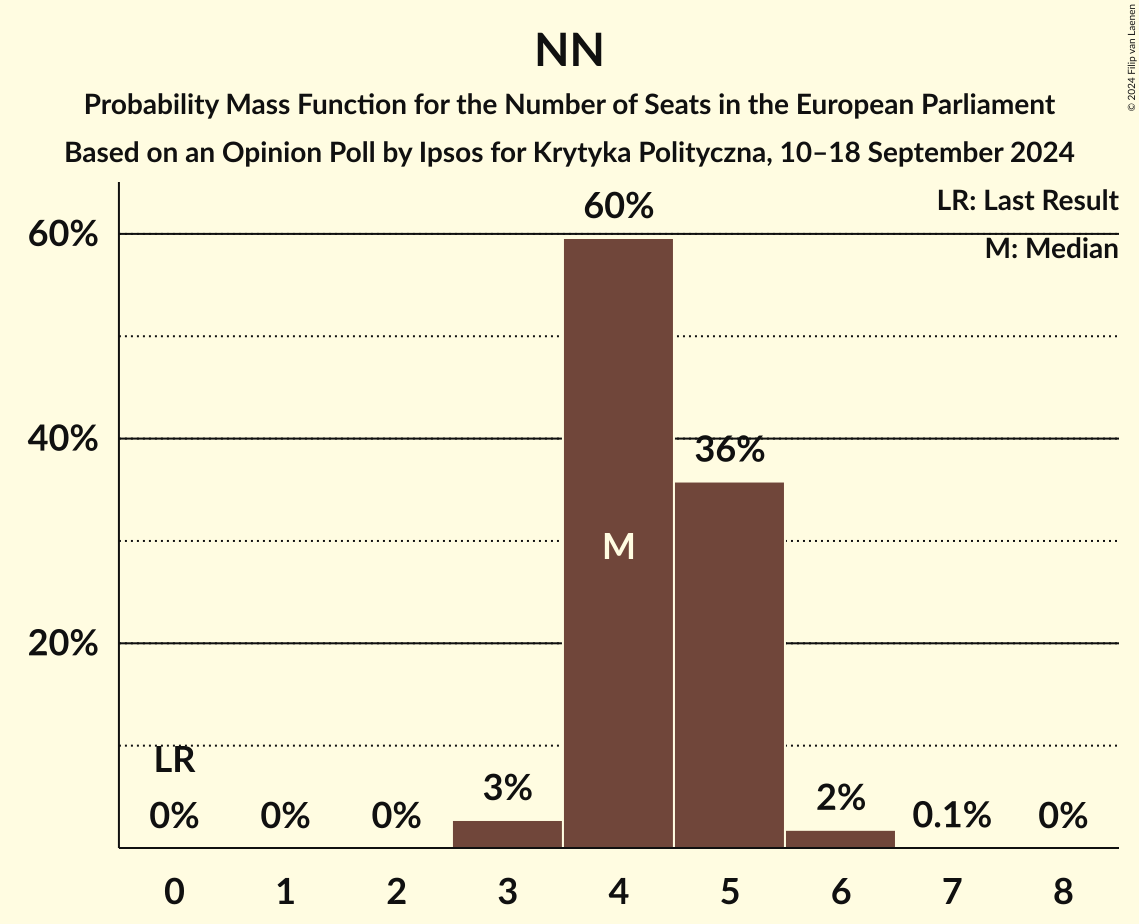 NN
Probability Mass Function for the Number of Seats in the European Parliament
Based on an Opinion Poll by Ipsos for Krytyka Polityczna, 10–18 September 2024
© 2024 Filip van Laenen
LR: Last Result
M: Median
60%
40%
20%
LR
0%
0%
0%
3%
60%
M
36%
2%
0.1%
0%
0 1 2 3 4 5 6 7 8